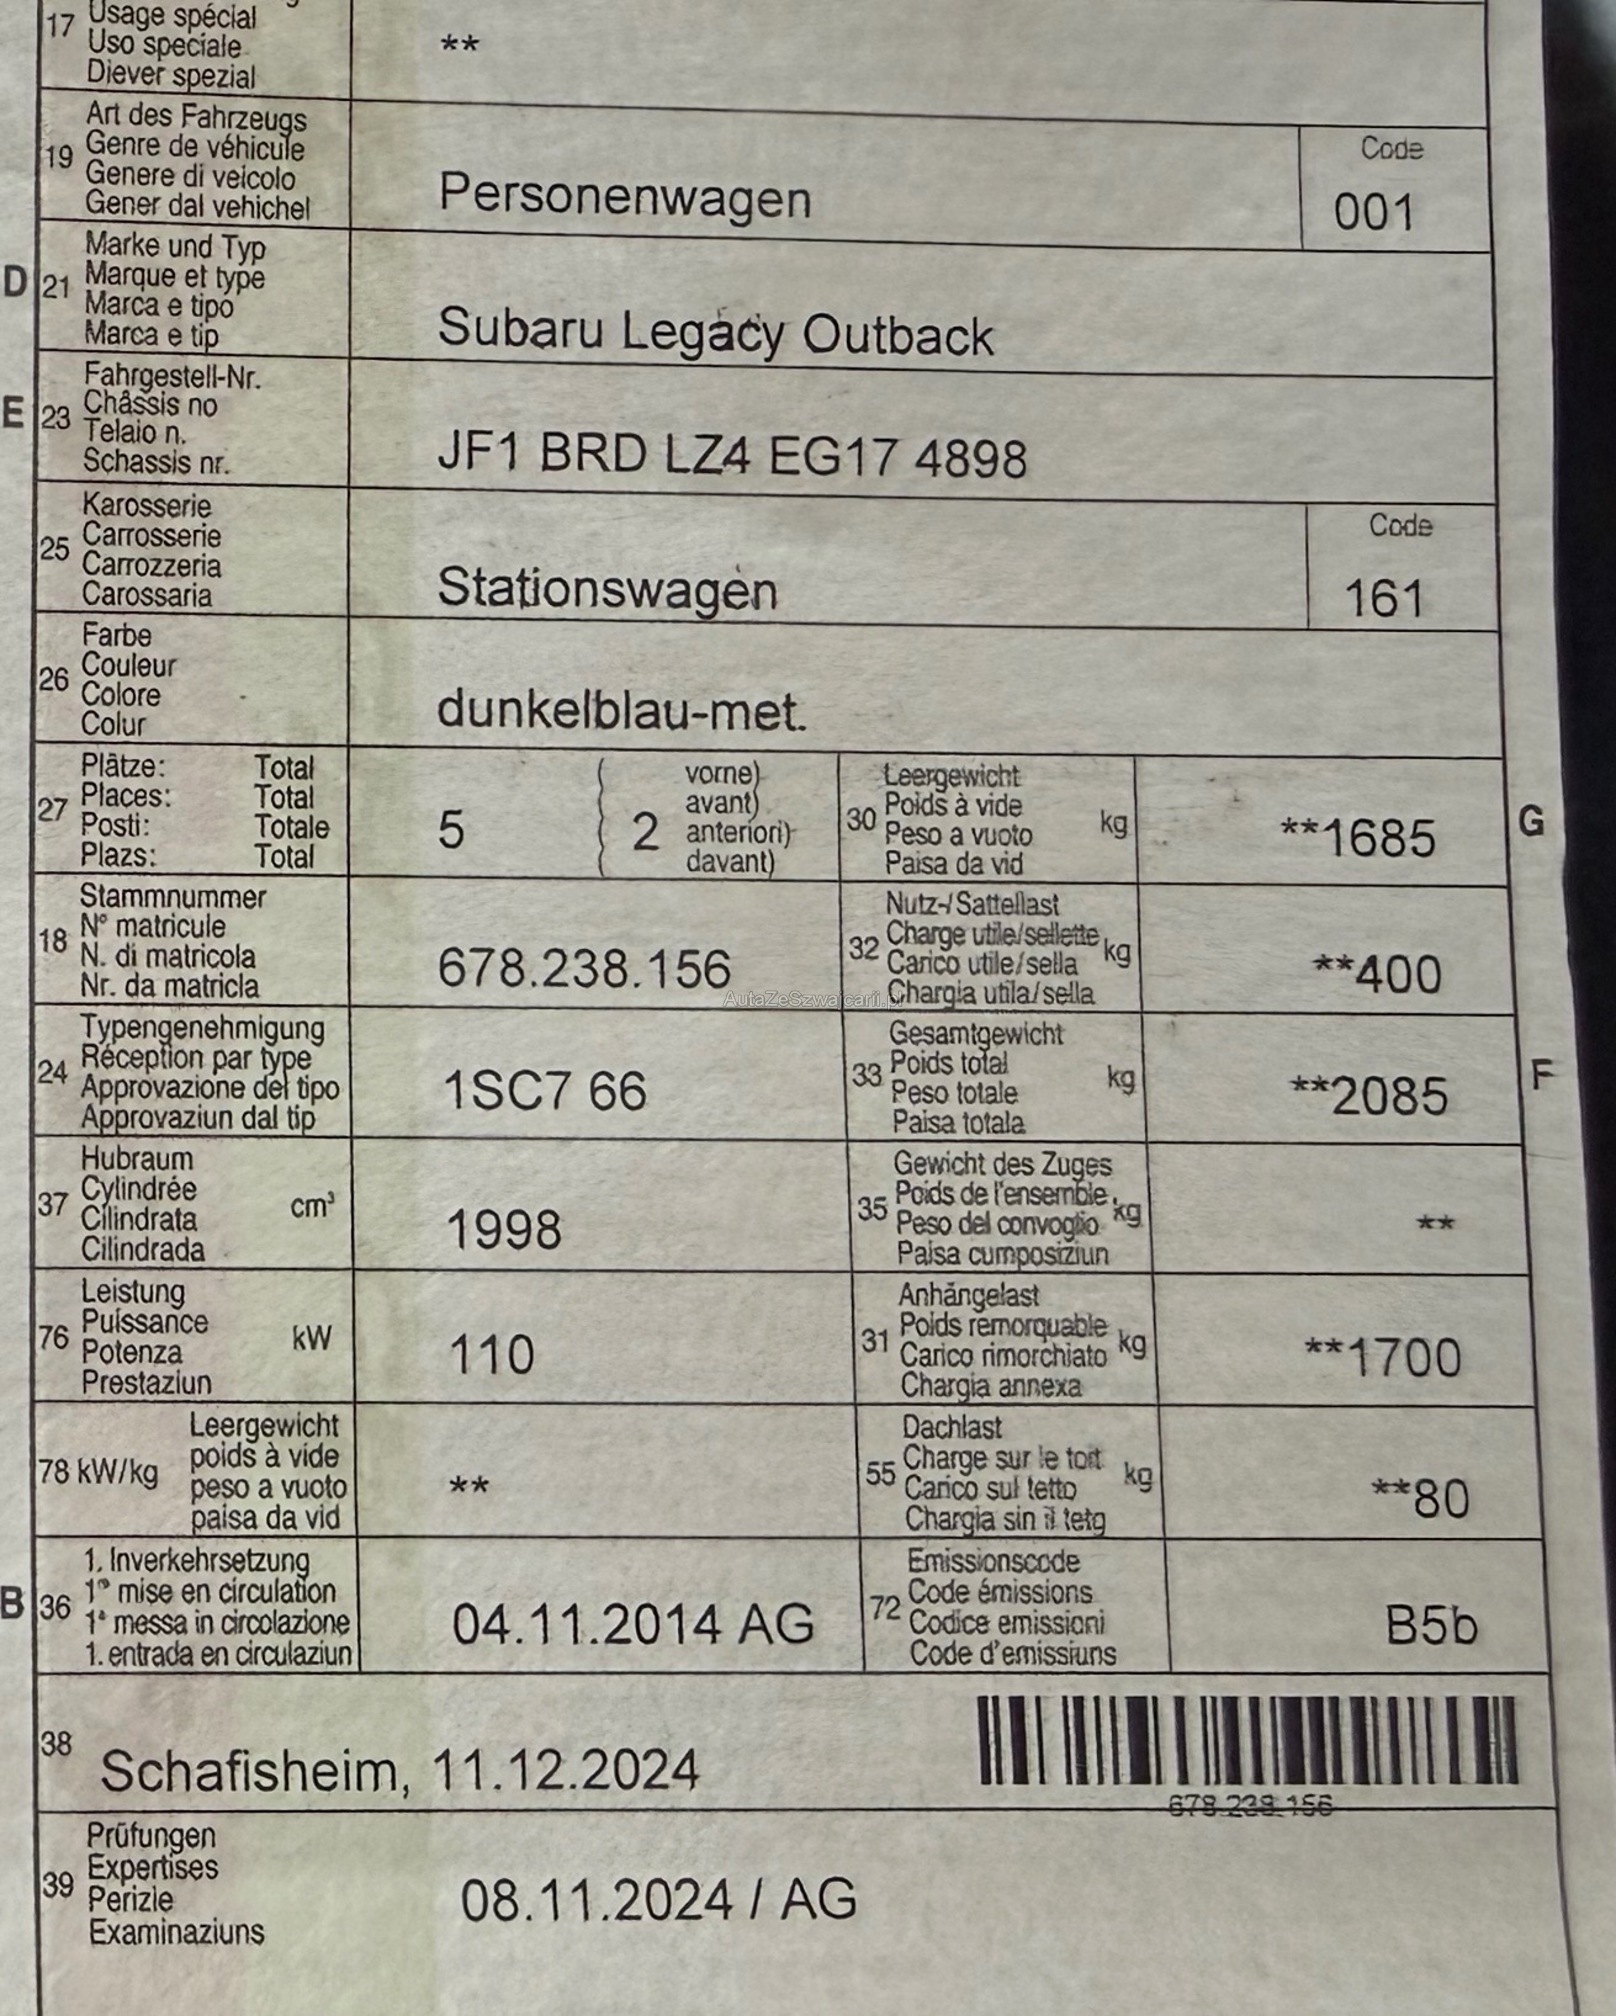 17 Usage spécial
Uso speciale
Diever spezial
**
Art des Fahrzeugs
19 Genre de véhicule
Genere di veicolo
Gener dal vehichel
Personenwagen
Code
001
Marke und Typ
D 21 Marque et type
Marca e tipo
Marca e tip
Subaru Legacy Outback
Fahrgestell-Nr.
E 23 Châssis no
Telaio n.
Schassis nr.
JF1 BRD LZ4 EG17 4898
Karosserie
25 Carrosserie
Carrozzeria
Carossaria
Stationswagen
Code
161
Farbe
26 Couleur
Colore
Colur
dunkelblau-met.
Plätze: Total
27 Places: Total
Posti: Totale
Plazs: Total
5
2
vorne)
avant)
anteriori)
davant)
Leergewicht
30 Poids à vide kg
Peso a vuoto
Paisa da vid
**1685
G
Stammnummer
18 N° matricule
N. di matricola
Nr. da matricla
678.238.156
Nutz-/Sattellast
32 Charge utile/sellette kg
Carico utile/sella
Chargia utila/sella
**400
AutaZeSzwajcarii.pl
Typengenehmigung
24 Réception par type
Approvazione del tipo
Approvaziun dal tip
1SC7 66
Gesamtgewicht
33 Poids total kg
Peso totale
Paisa totala
**2085
F
Hubraum
37 Cylindrée cm³
Cilindrata
Cilindrada
1998
Gewicht des Zuges
35 Poids de l'ensemble kg
Peso del convoglio
Paisa cumposiziun
**
Leistung
76 Puissance kW
Potenza
Prestaziun
110
Anhängelast
31 Poids remorquable kg
Carico rimorchiato
Chargia annexa
**1700
Leergewicht
78 kW/kg poids à vide
peso a vuoto
paisa da vid
**
Dachlast
55 Charge sur le toit kg
Carico sul tetto
Chargia sin il tetg
**80
1. Inverkehrsetzung
B 36 1re mise en circulation
1a messa in circolazione
1. entrada en circulaziun
04.11.2014 AG
Emissionscode
72 Code émissions
Codice emissioni
Code d'emissiuns
B5b
38
Schafisheim, 11.12.2024
678.238.156
Prüfungen
39 Expertises
Perizie
Examinaziuns
08.11.2024 / AG